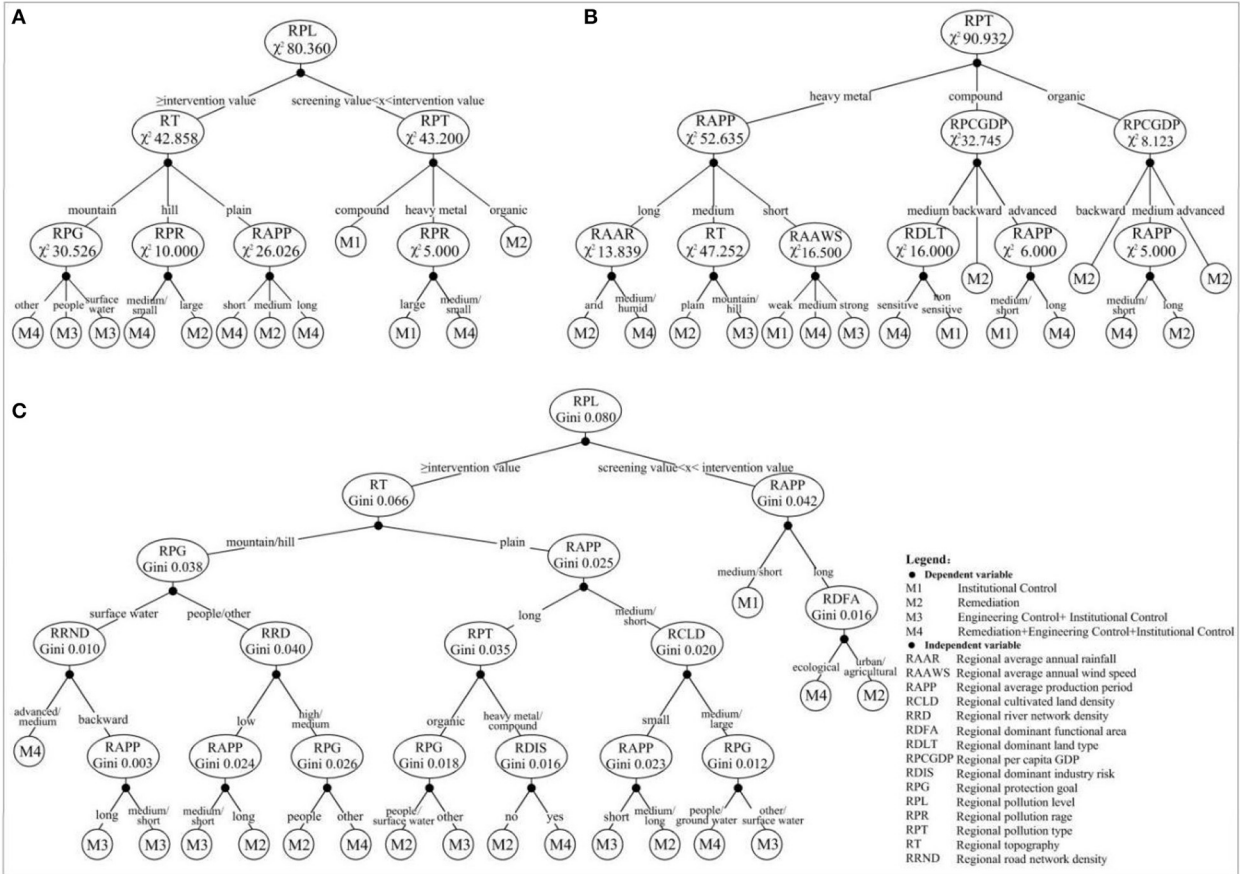 A
RPL
χ² 80.360
≥intervention value
screening value<x<intervention value
RT
χ² 42.858
RPT
χ² 43.200
mountain
hill
plain
compound
heavy metal
organic
RPG
χ² 30.526
RPR
χ² 10.000
RAPP
χ² 26.026
M1
RPR
χ² 5.000
M2
other
people
surface
water
medium/
small
large
short
medium
long
large
medium/
small
M4
M3
M3
M4
M2
M4
M2
M4
M1
M4
B
RPT
χ² 90.932
heavy metal
compound
organic
RAPP
χ² 52.635
RPCGDP
χ² 32.745
RPCGDP
χ² 8.123
long
medium
short
medium
backward
advanced
backward
medium
advanced
RAAR
χ² 13.839
RT
χ² 47.252
RAAWS
χ² 16.500
RDLT
χ² 16.000
M2
RAPP
χ² 6.000
M2
RAPP
χ² 5.000
M2
arid
medium/
humid
plain
mountain/
hill
weak
medium
strong
sensitive
non
sensitive
medium/
short
long
medium/
short
long
M2
M4
M2
M3
M1
M4
M3
M4
M1
M1
M4
M4
M2
C
RPL
Gini 0.080
≥intervention value
screening value<x< intervention value
RT
Gini 0.066
RAPP
Gini 0.042
mountain/hill
plain
medium/short
long
RPG
Gini 0.038
RAPP
Gini 0.025
M1
RDFA
Gini 0.016
surface water
people/other
long
medium/
short
ecological
urban/
agricultural
RRND
Gini 0.010
RRD
Gini 0.040
RPT
Gini 0.035
RCLD
Gini 0.020
M4
M2
advanced/
medium
backward
low
high/
medium
organic
heavy metal/
compound
small
medium/
large
M4
RAPP
Gini 0.003
RAPP
Gini 0.024
RPG
Gini 0.026
RPG
Gini 0.018
RDIS
Gini 0.016
RAPP
Gini 0.023
RPG
Gini 0.012
long
medium/
short
medium/
short
long
people
other
people/
surface water
other
no
yes
short
medium/
long
people/
ground water
other/
surface water
M3
M3
M3
M2
M2
M4
M2
M3
M2
M4
M3
M2
M4
M3
Legend:
Dependent variable
M1 Institutional Control
M2 Remediation
M3 Engineering Control+ Institutional Control
M4 Remediation+Engineering Control+Institutional Control
Independent variable
RAAR Regional average annual rainfall
RAAWS Regional average annual wind speed
RAPP Regional average production period
RCLD Regional cultivated land density
RRD Regional river network density
RDFA Regional dominant functional area
RDLT Regional dominant land type
RPCGDP Regional per capita GDP
RDIS Regional dominant industry risk
RPG Regional protection goal
RPL Regional pollution level
RPR Regional pollution rage
RPT Regional pollution type
RT Regional topography
RRND Regional road network density